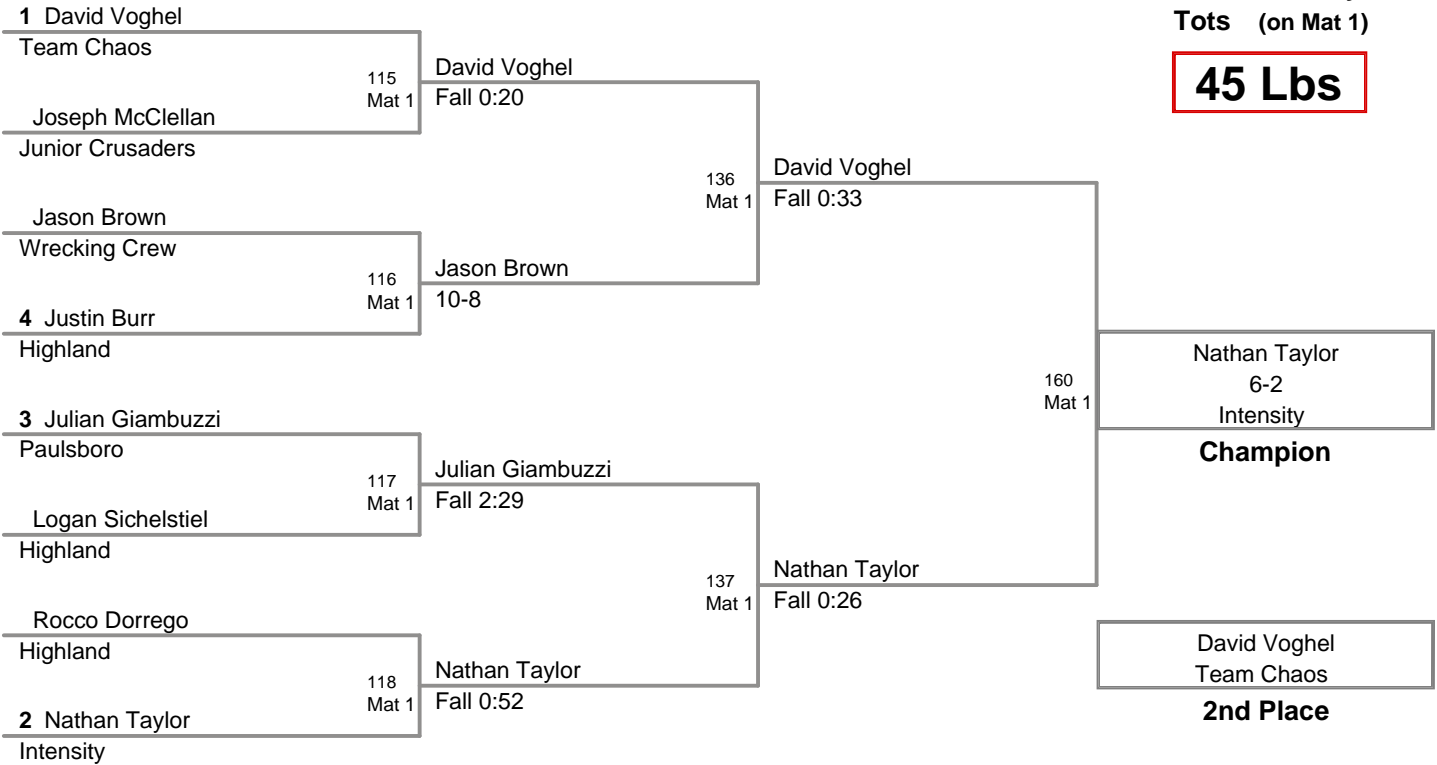 1 David Voghel
Team Chaos
Joseph McClellan
Junior Crusaders
Jason Brown
Wrecking Crew
4 Justin Burr
Highland
3 Julian Giambuzzi
Paulsboro
Logan Sichelstiel
Highland
Rocco Dorrego
Highland
2 Nathan Taylor
Intensity
115
Mat 1
116
Mat 1
117
Mat 1
118
Mat 1
David Voghel
Fall 0:20
Jason Brown
10-8
Julian Giambuzzi
Fall 2:29
Nathan Taylor
Fall 0:52
136
Mat 1
137
Mat 1
David Voghel
Fall 0:33
Nathan Taylor
Fall 0:26
160
Mat 1
Tots (on Mat 1)
45 Lbs
Nathan Taylor
6-2
Intensity
Champion
David Voghel
Team Chaos
2nd Place